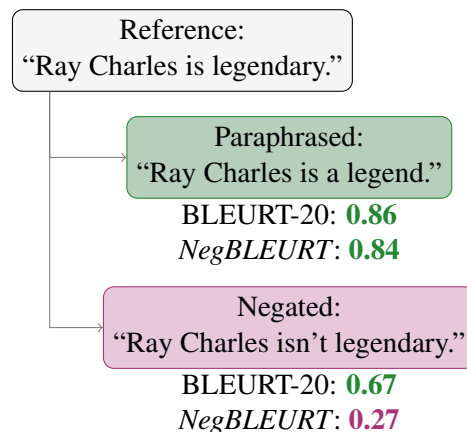 Reference:
“Ray Charles is legendary.”
Paraphrased:
“Ray Charles is a legend.”
BLEURT-20: 0.86
NegBLEURT: 0.84
Negated:
“Ray Charles isn’t legendary.”
BLEURT-20: 0.67
NegBLEURT: 0.27